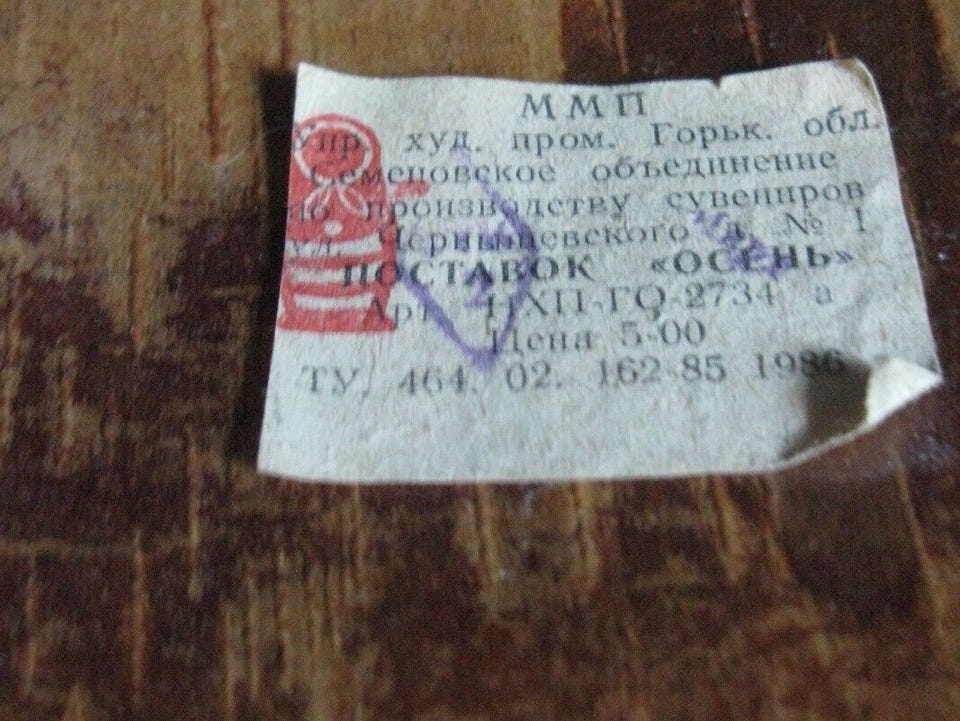 ММП
Упр. худ. пром. Горьк. обл.
Семеновское объединение
по производству сувениров
ул. Чернышевского д. № 1
ПОСТАВОК «ОСЕНЬ»
Арт. НХП-ГО-2734 а
Цена 5-00
ТУ. 464. 02. 162-85 1986